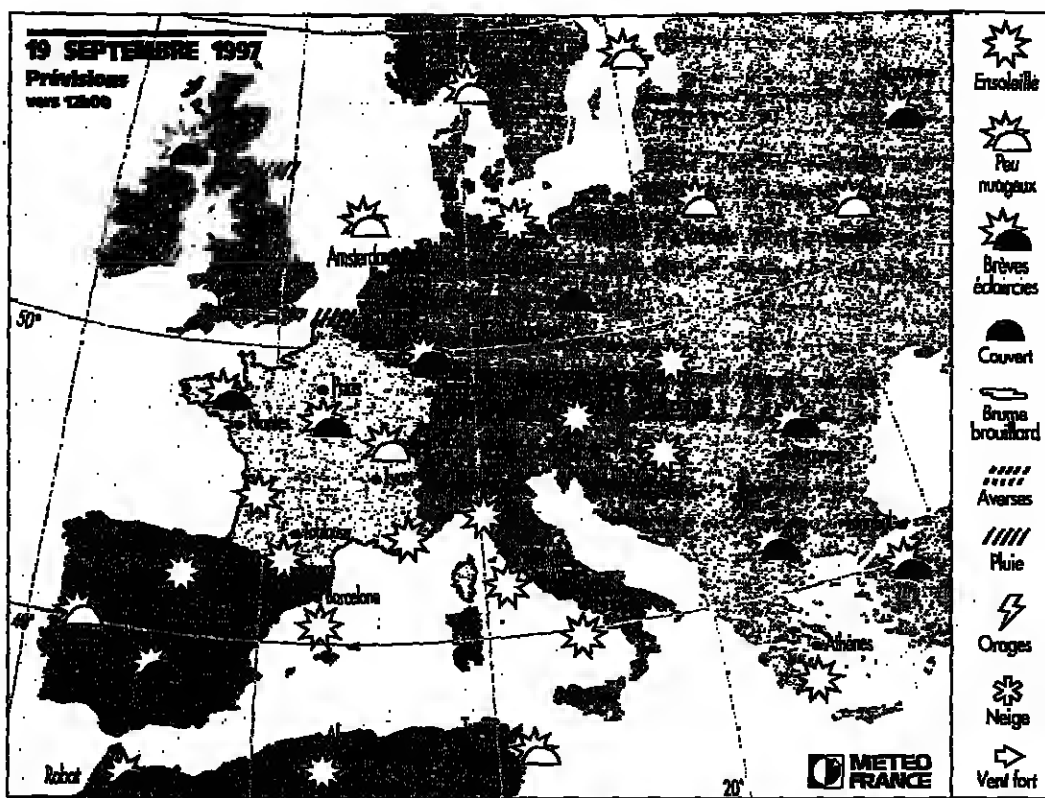 19 SEPTEMBRE 1997
Prévisions
vers 12h00
Amsterdam
50°
Paris
Nantes
Lyon
Barcelona
40°
Athènes
Rabat
20°
METEO
FRANCE
Ensoleillé
Peu
nuageux
Brèves
éclaircies
Couvert
Brume
brouillard
Averses
Pluie
Orages
Neige
Vent fort